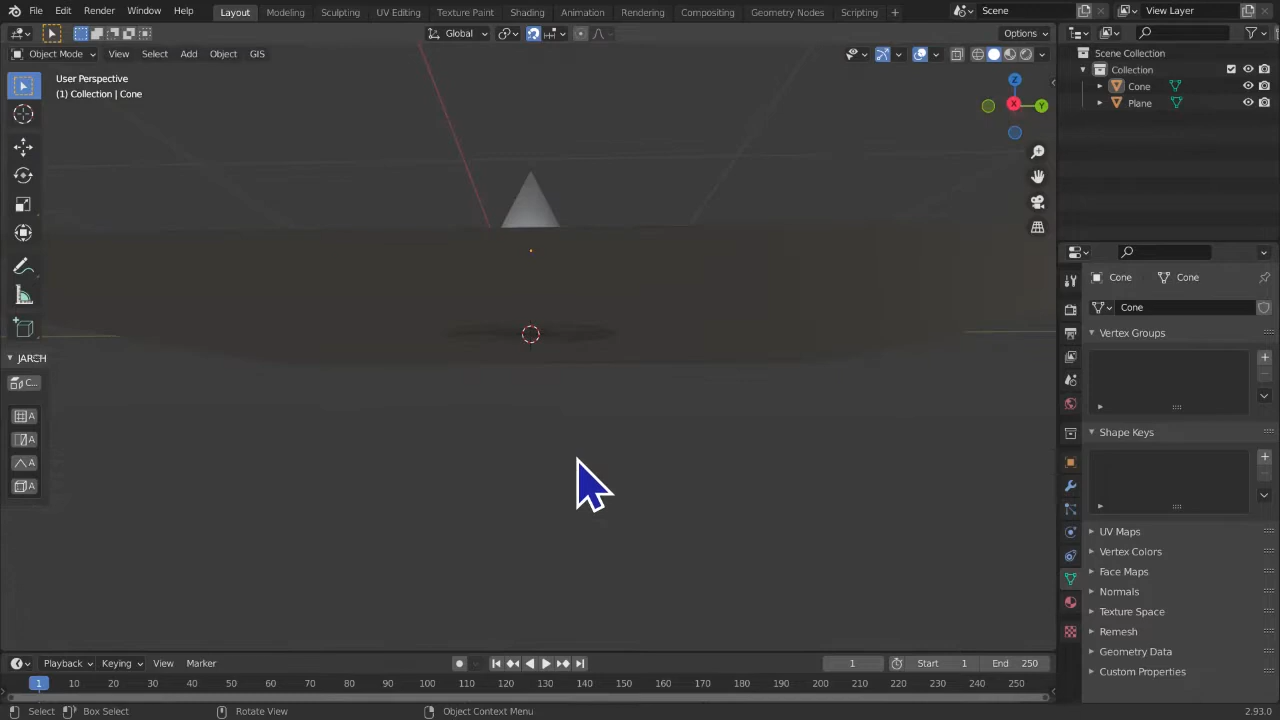 File Edit Render Window Help
Layout Modeling Sculpting UV Editing Texture Paint Shading Animation Rendering Compositing Geometry Nodes Scripting +
Scene
View Layer
Global
Options
Object Mode View Select Add Object GIS
User Perspective
(1) Collection | Cone
Z
X
Y
JARCH
C...
A
A
A
A
Scene Collection
Collection
Cone
Plane
Cone
Cone
Cone
Vertex Groups
Shape Keys
UV Maps
Vertex Colors
Face Maps
Normals
Texture Space
Remesh
Geometry Data
Custom Properties
Playback Keying View Marker
1
Start 1
End 250
1 10 20 30 40 50 60 70 80 90 100 110 120 130 140 150 160 170 180 190 200 210 220 230 240 250
Select Box Select Rotate View Object Context Menu 2.93.0